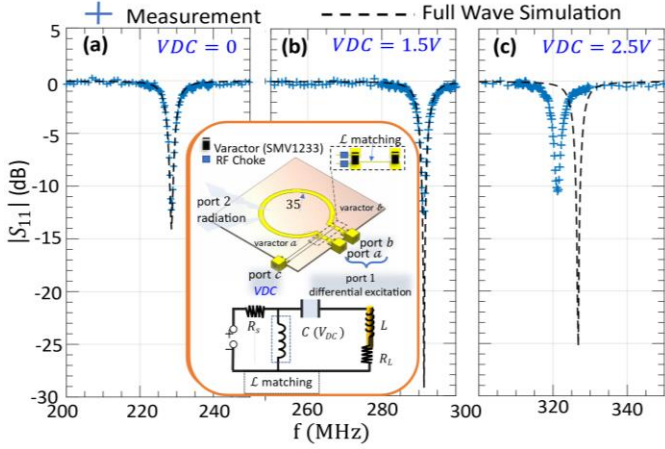 Measurement Full Wave Simulation
(a) VDC = 0 (b) VDC = 1.5V (c) VDC = 2.5V
|S11| (dB)
5
0
-5
-10
-15
-20
-25
-30
200 220 240 260 280 300 320 340
f (MHz)
ℒ matching
Varactor (SMV1233)
RF Choke
port 2
radiation
35
varactor b
varactor a
port b
port a
port c
VDC
port 1
differential excitation
+
−
Rs
C (VDC)
L
RL
ℒ matching